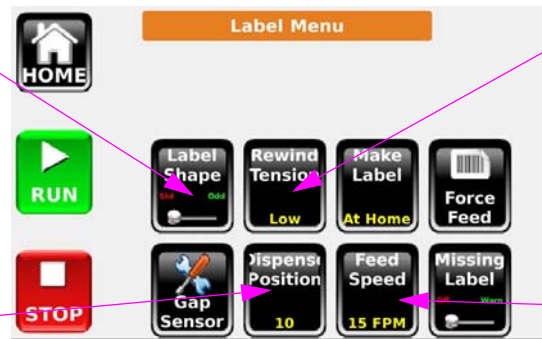 Label Menu
HOME
RUN
STOP
Label
Shape
Std Odd
Rewind
Tension
Low
Make
Label
At Home
Force
Feed
Gap
Sensor
Dispense
Position
10
Feed
Speed
15 FPM
Missing
Label
Off Warn